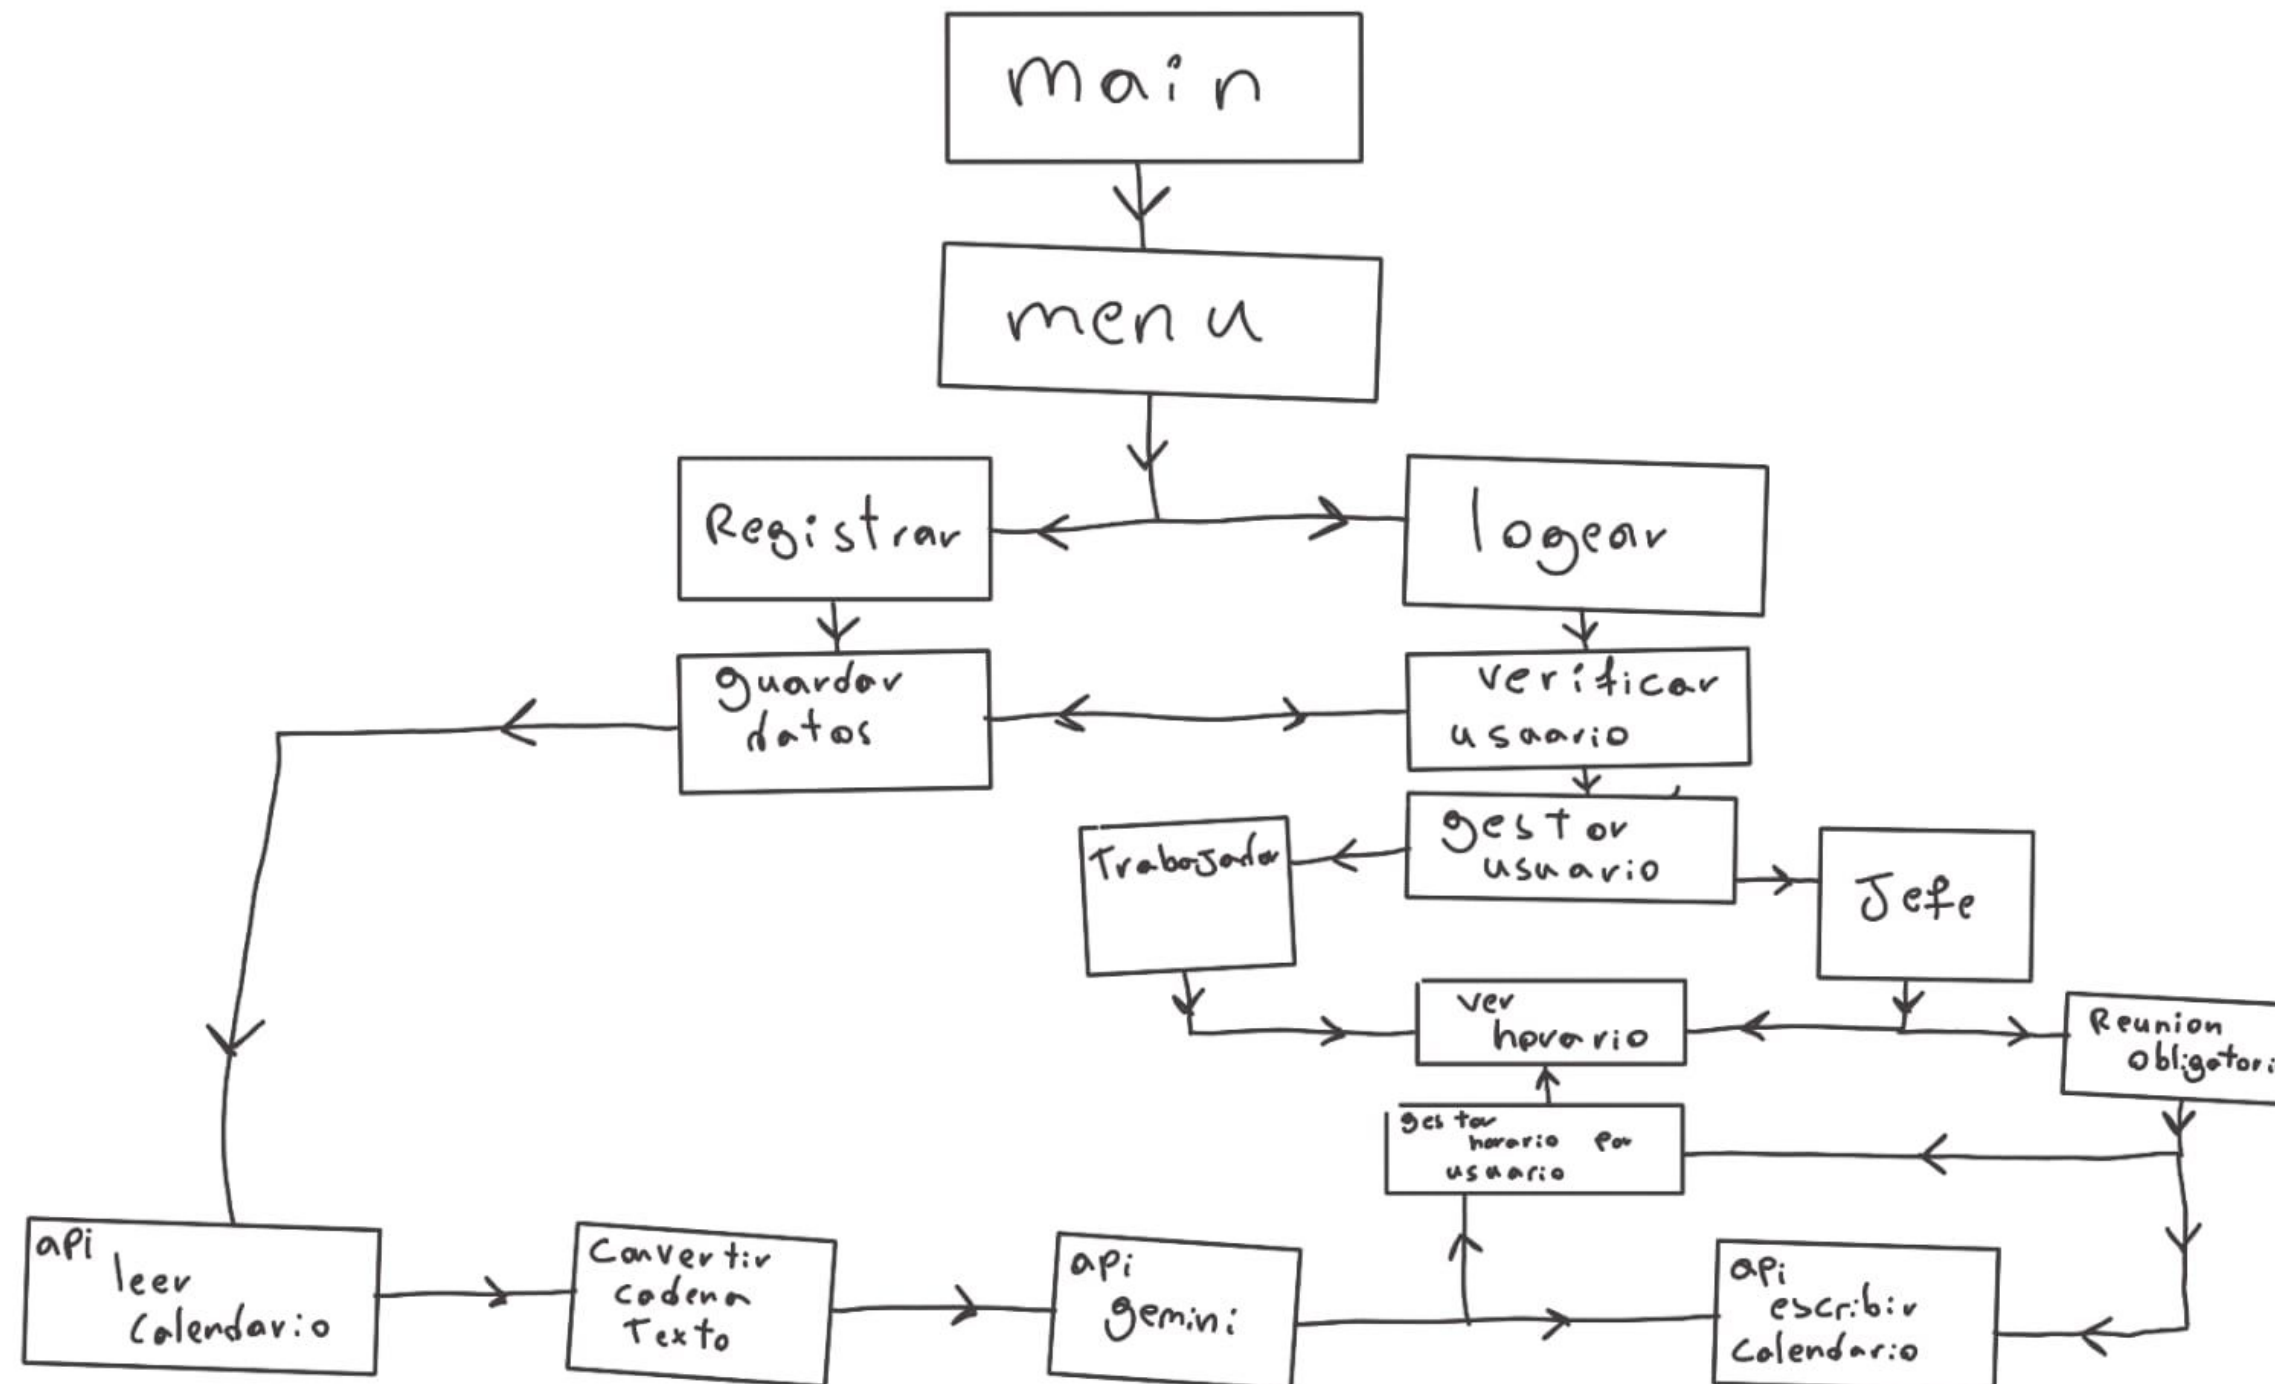 main
menu
Registrar
logear
guardar
datos
verificar
usuario
gestor
usuario
Trabajador
Jefe
ver
horario
Reunion
obligatori
gestor
horario por
usuario
api
leer
calendario
Convertir
cadena
Texto
api
gemini
api
escribir
calendario